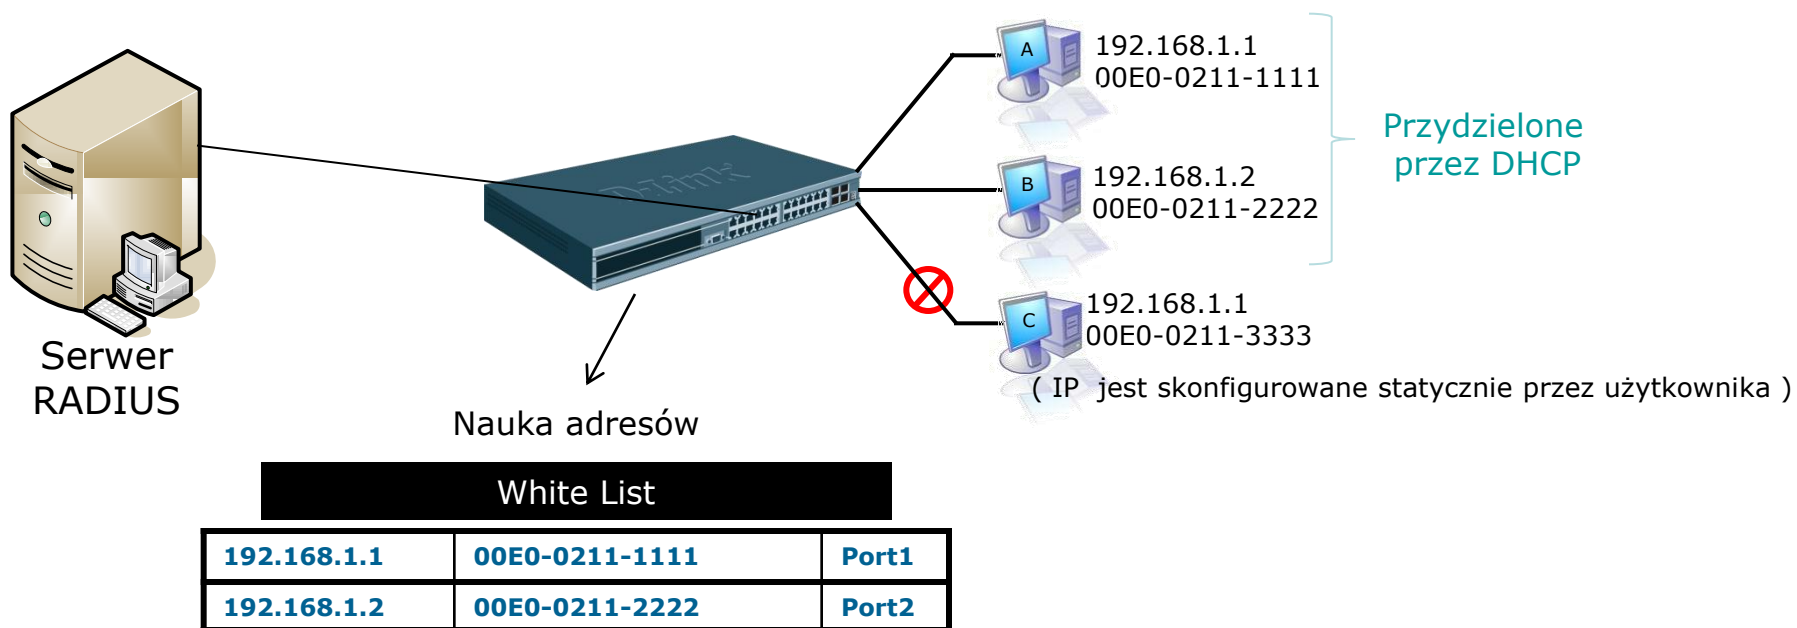 A
192.168.1.1
00E0-0211-1111
Przydzielone
przez DHCP
D-Link
B
192.168.1.2
00E0-0211-2222
C
192.168.1.1
00E0-0211-3333
( IP jest skonfigurowane statycznie przez użytkownika )
Serwer
RADIUS
Nauka adresów
White List
192.168.1.1 00E0-0211-1111 Port1
192.168.1.2 00E0-0211-2222 Port2